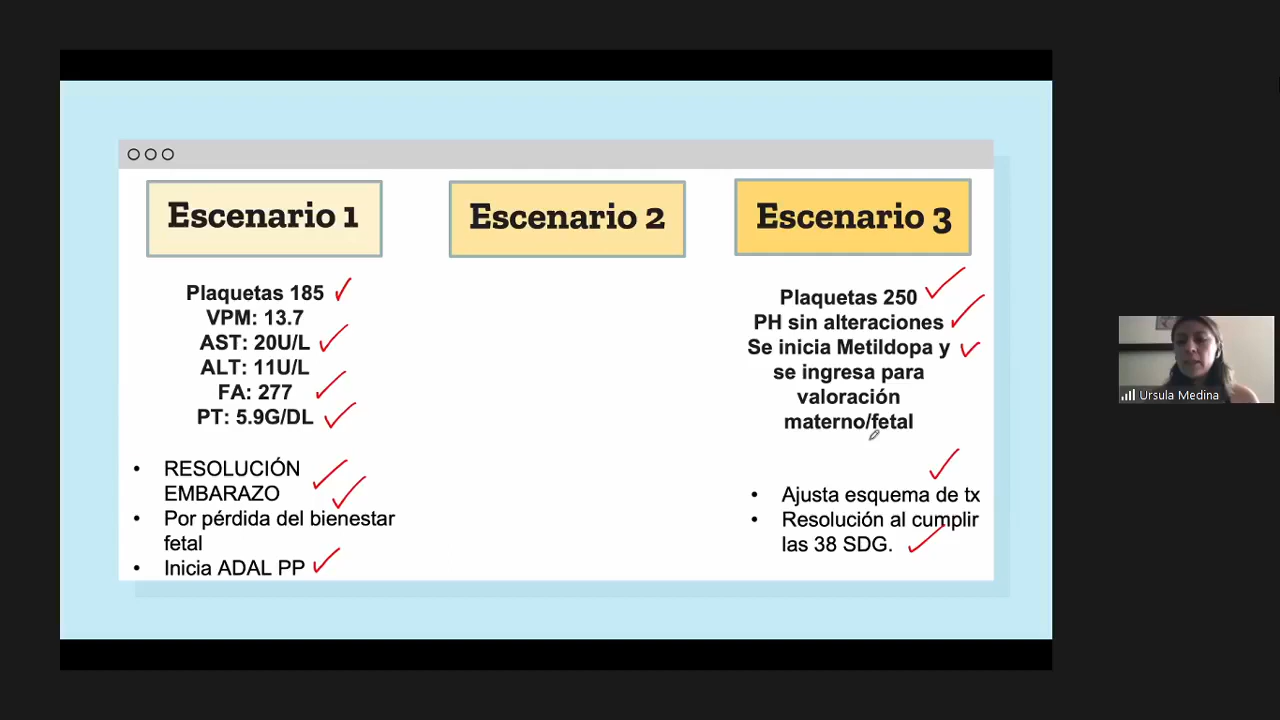 Escenario 1
Plaquetas 185
VPM: 13.7
AST: 20U/L
ALT: 11U/L
FA: 277
PT: 5.9G/DL
• RESOLUCIÓN
EMBARAZO
• Por pérdida del bienestar
fetal
• Inicia ADAL PP
Escenario 2
Escenario 3
Plaquetas 250
PH sin alteraciones
Se inicia Metildopa y
se ingresa para
valoración
materno/fetal
• Ajusta esquema de tx
• Resolución al cumplir
las 38 SDG.
Ursula Medina